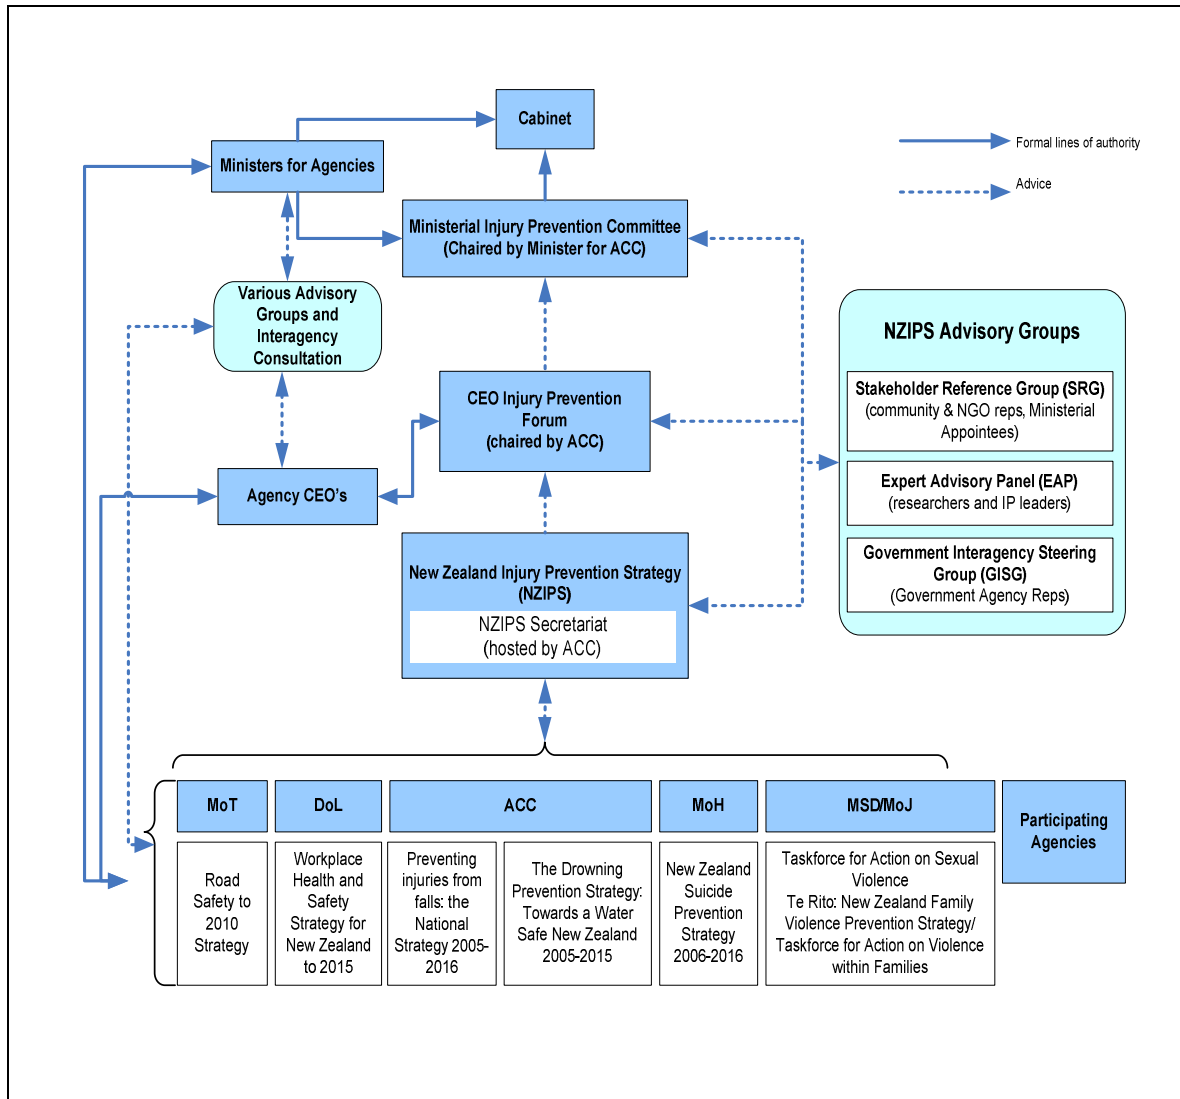 Cabinet
Ministers for Agencies
Formal lines of authority
Advice
Ministerial Injury Prevention Committee
(Chaired by Minister for ACC)
Various Advisory
Groups and
Interagency
Consultation
NZIPS Advisory Groups
Stakeholder Reference Group (SRG)
(community & NGO reps, Ministerial
Appointees)
Expert Advisory Panel (EAP)
(researchers and IP leaders)
Government Interagency Steering
Group (GISG)
(Government Agency Reps)
CEO Injury Prevention
Forum
(chaired by ACC)
Agency CEO's
New Zealand Injury Prevention Strategy
(NZIPS)
NZIPS Secretariat
(hosted by ACC)
MoT
DoL
ACC
MoH
MSD/MoJ
Participating
Agencies
Road
Safety to
2010
Strategy
Workplace
Health and
Safety
Strategy for
New Zealand
to 2015
Preventing
injuries from
falls: the
National
Strategy 2005-
2016
The Drowning
Prevention Strategy:
Towards a Water
Safe New Zealand
2005-2015
New Zealand
Suicide
Prevention
Strategy
2006-2016
Taskforce for Action on Sexual
Violence
Te Rito: New Zealand Family
Violence Prevention Strategy/
Taskforce for Action on Violence
within Families